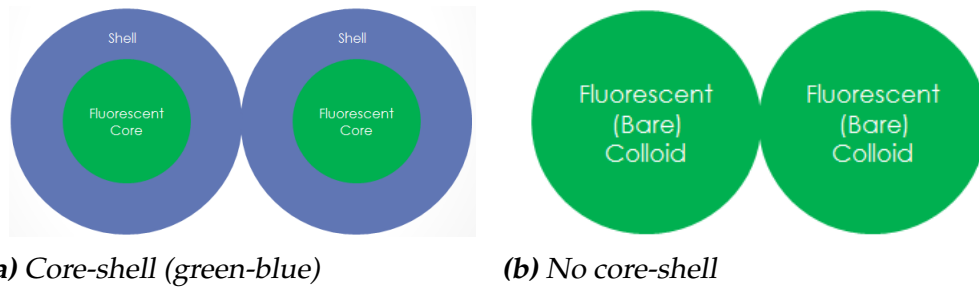 Shell
Shell
Fluorescent
Core
Fluorescent
Core
Fluorescent
(Bare)
Colloid
Fluorescent
(Bare)
Colloid
a) Core-shell (green-blue)
(b) No core-shell